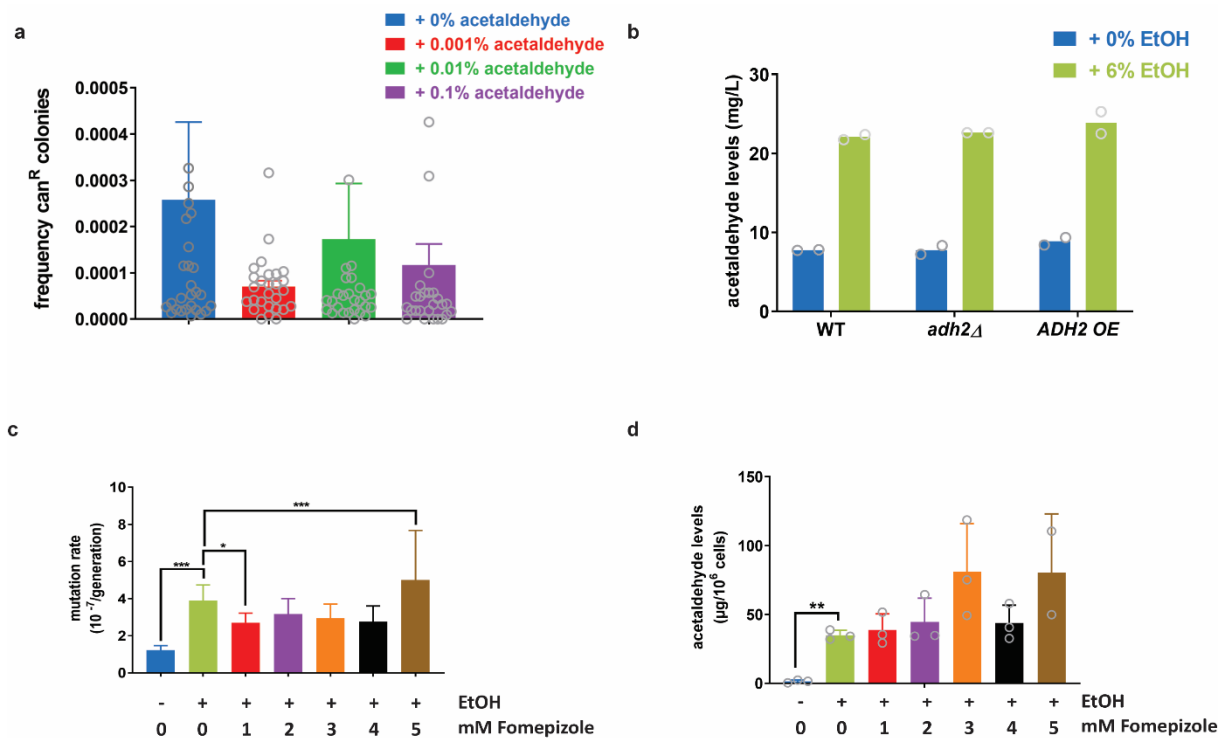 a
+ 0% acetaldehyde
+ 0.001% acetaldehyde
+ 0.01% acetaldehyde
+ 0.1% acetaldehyde
frequency canᴿ colonies
0.0005
0.0004
0.0003
0.0002
0.0001
0.0000
b
+ 0% EtOH
+ 6% EtOH
acetaldehyde levels (mg/L)
30
20
10
0
WT
adh2Δ
ADH2 OE
c
mutation rate
(10⁻⁷/generation)
10
8
6
4
2
0
***
*
***
- + + + + + + EtOH
0 0 1 2 3 4 5 mM Fomepizole
d
acetaldehyde levels
(µg/10⁶ cells)
150
100
50
0
**
- + + + + + + EtOH
0 0 1 2 3 4 5 mM Fomepizole